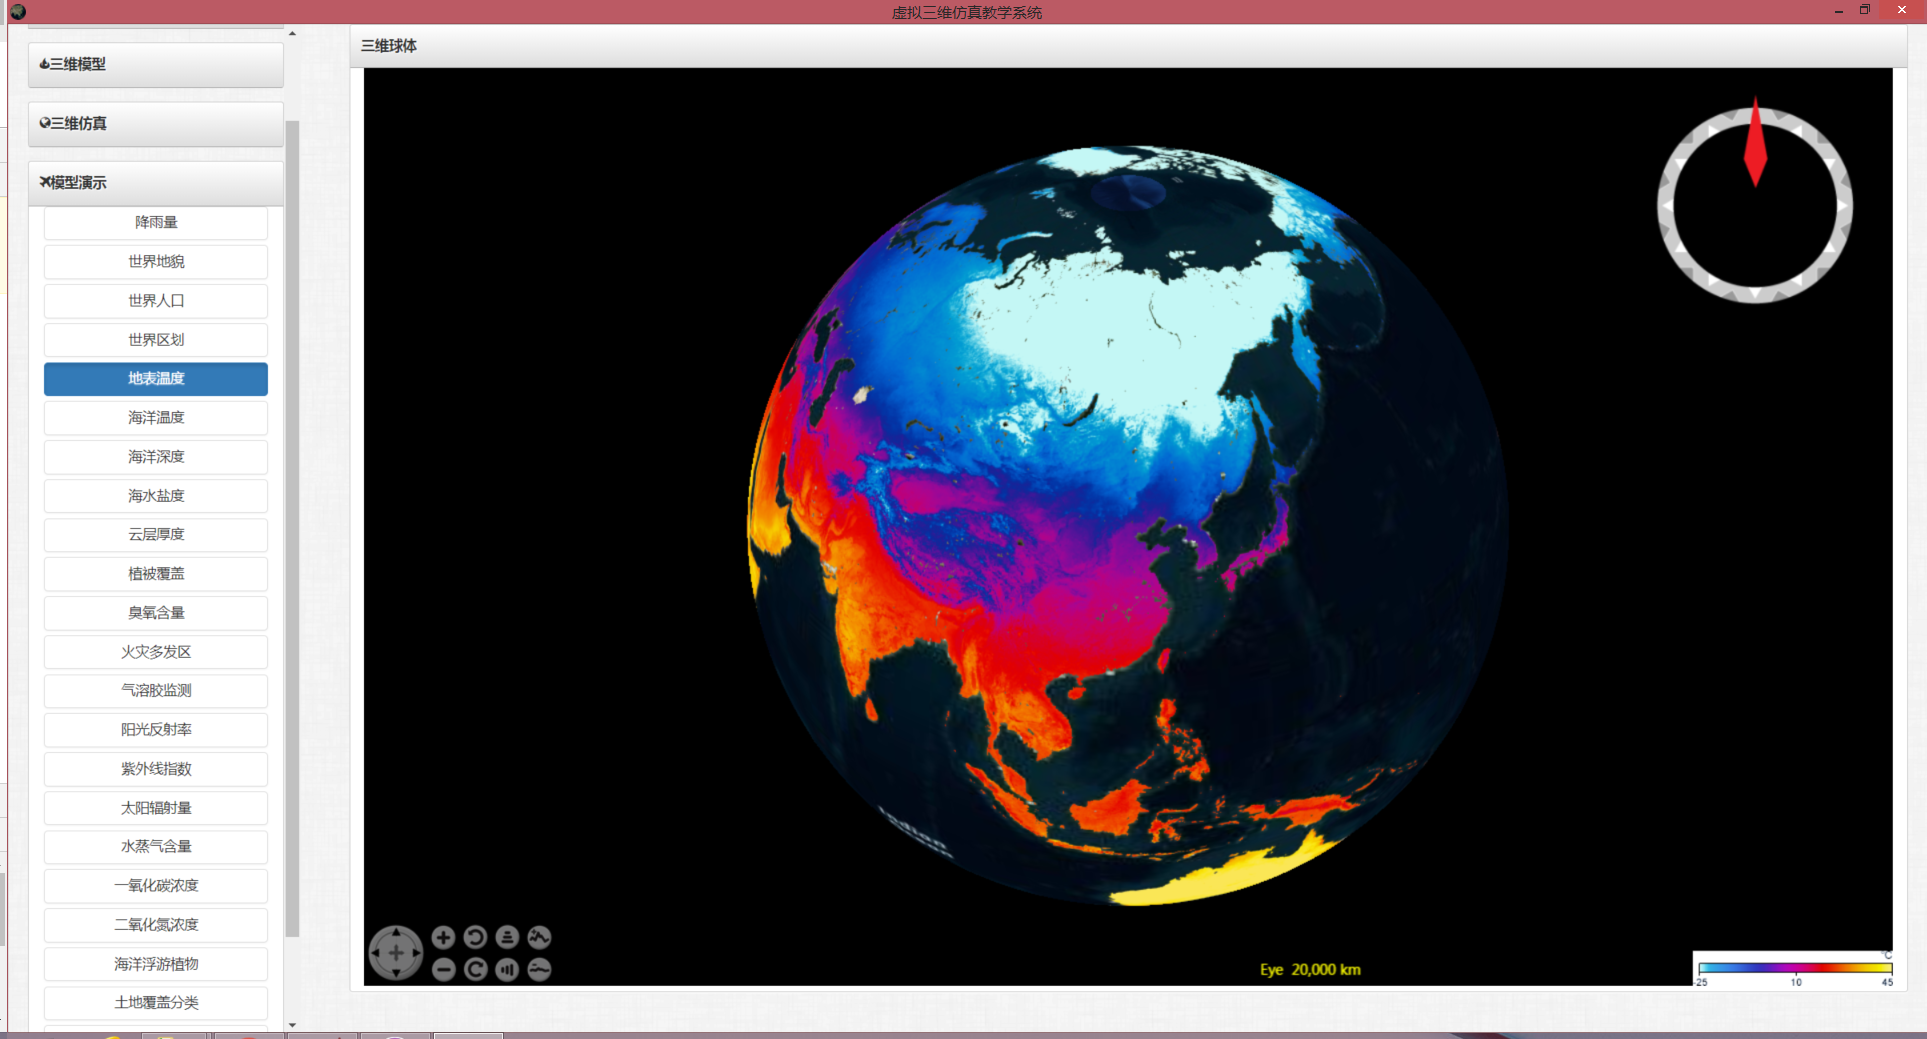 虚拟三维仿真教学系统
三维模型
三维仿真
模型演示
降雨量
世界地貌
世界人口
世界区划
地表温度
海洋温度
海洋深度
海水盐度
云层厚度
植被覆盖
臭氧含量
火灾多发区
气溶胶监测
阳光反射率
紫外线指数
太阳辐射量
水蒸气含量
一氧化碳浓度
二氧化氮浓度
海洋浮游植物
土地覆盖分类
三维球体
Indian
Ocean
Eye 20,000 km
℃
-25 10 45